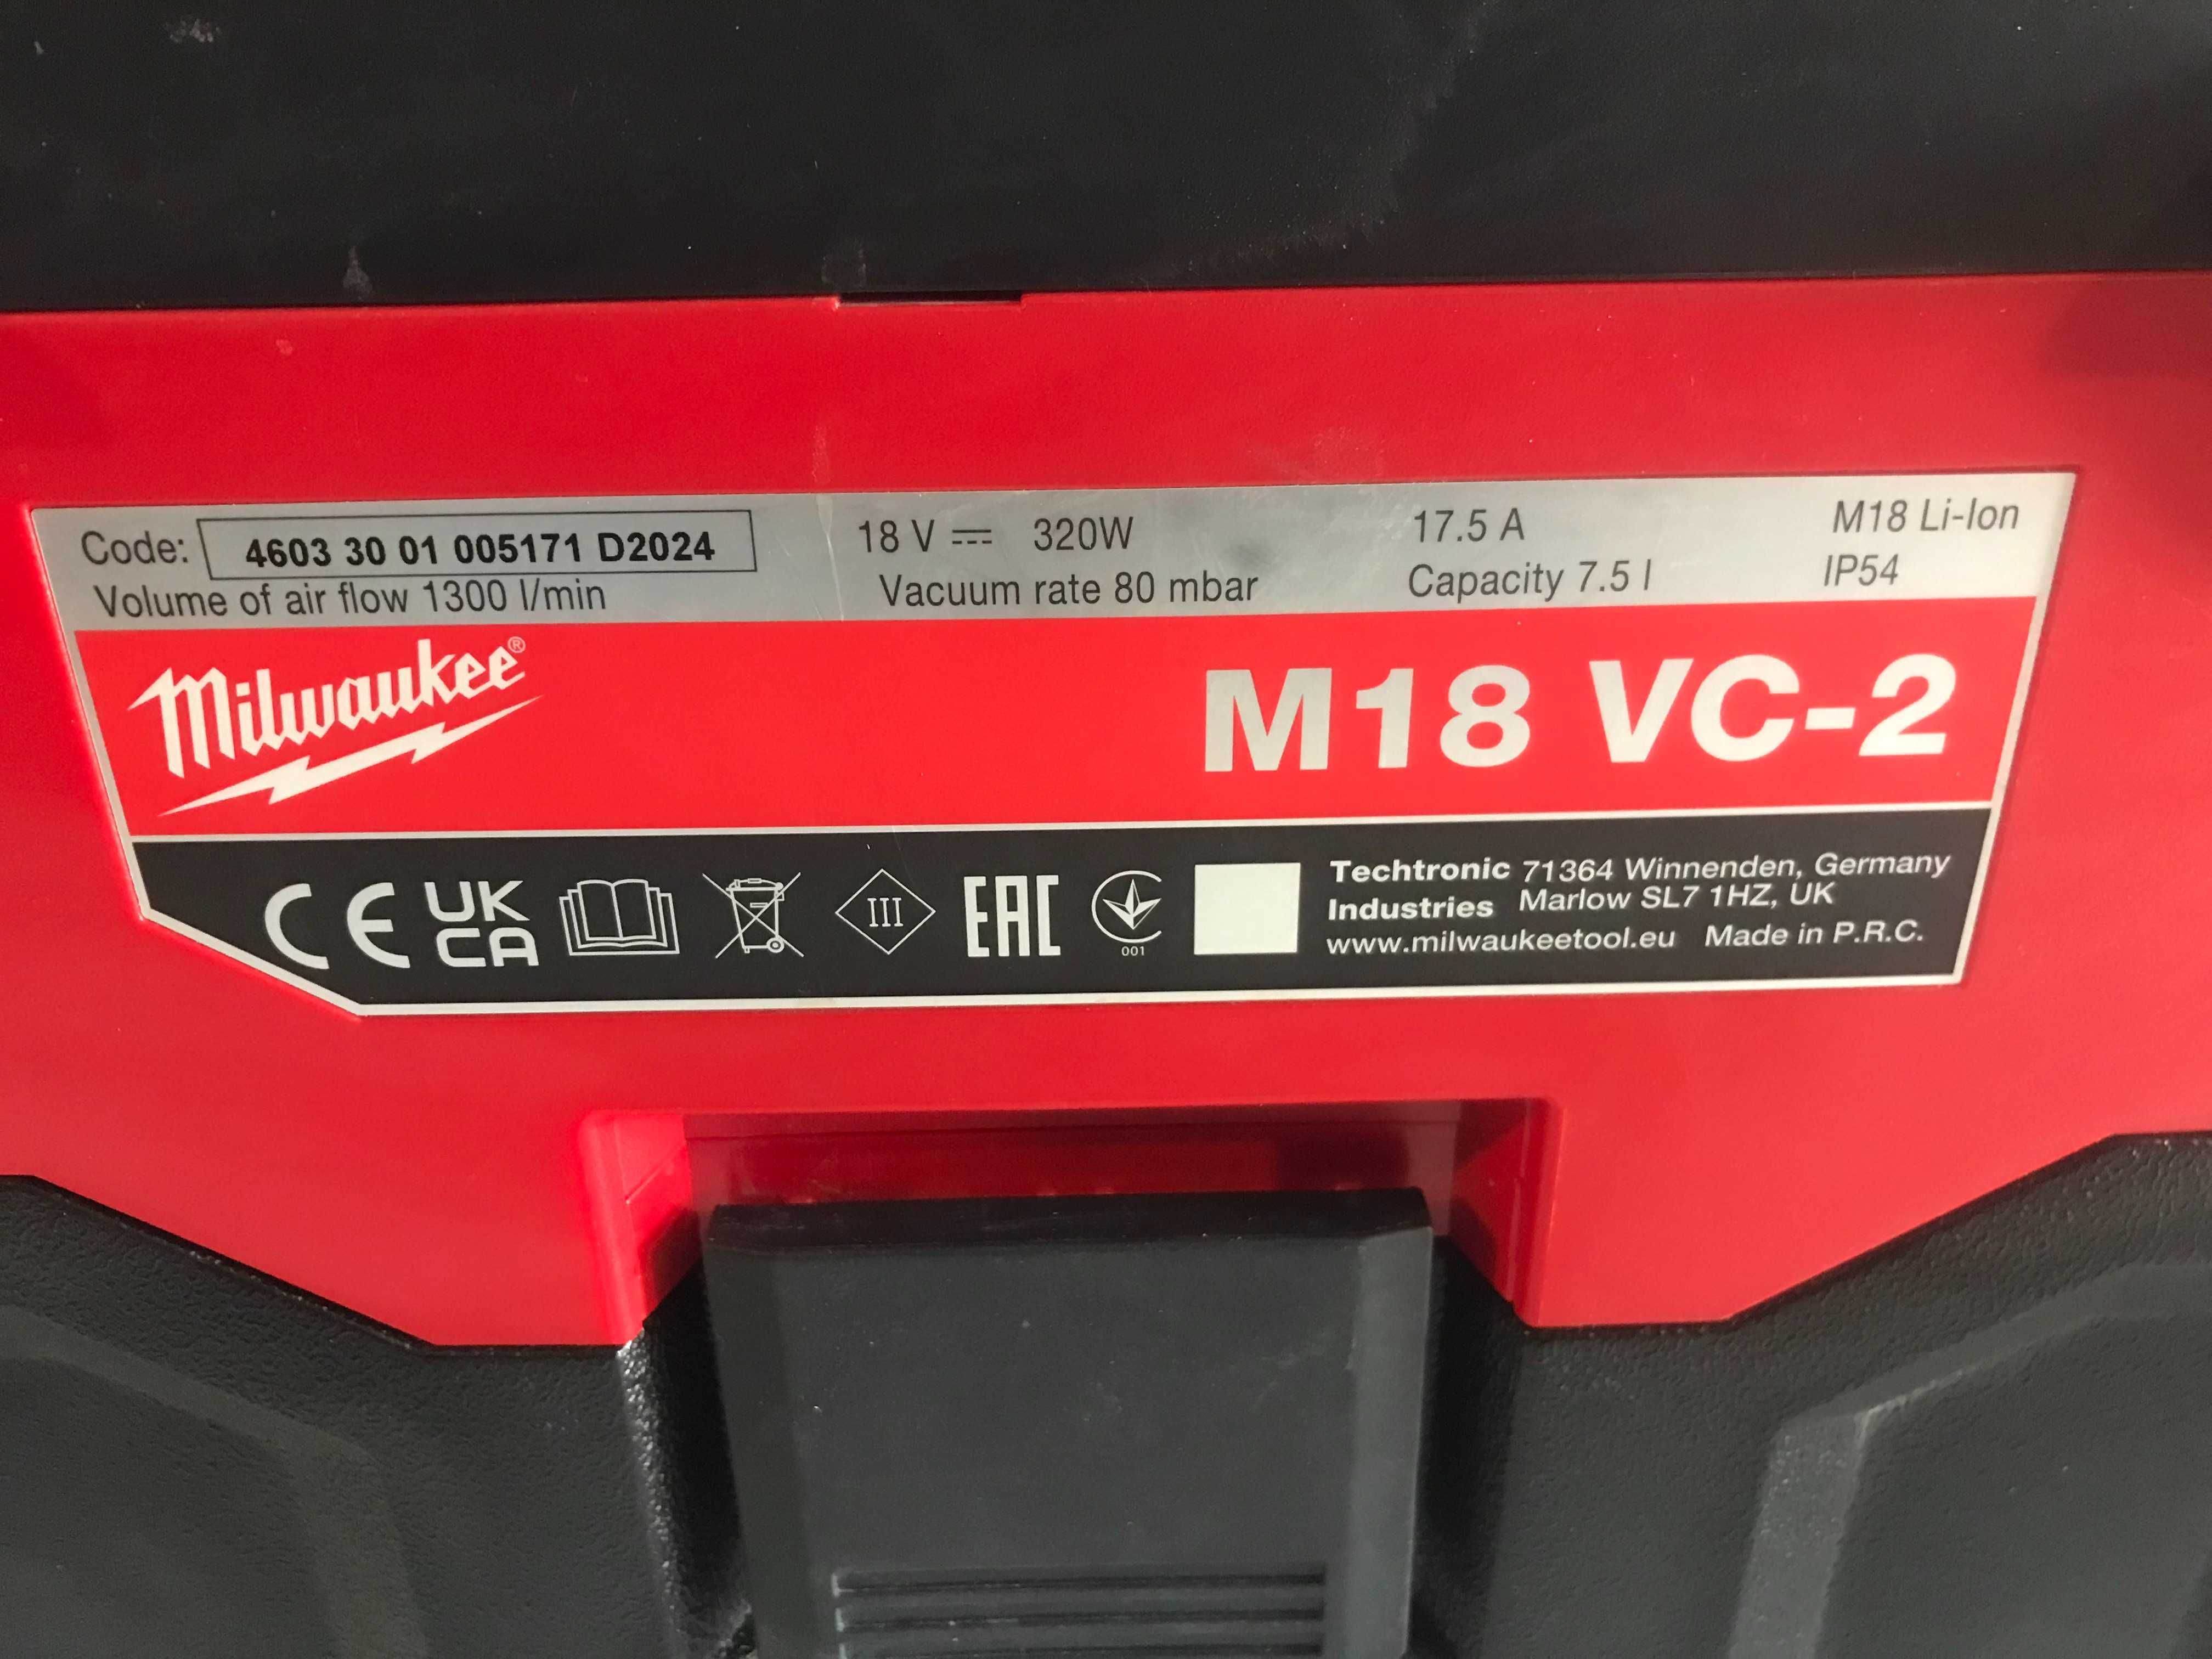 Code: 4603 30 01 005171 D2024 18 V 320W 17.5 A M18 Li-Ion
Volume of air flow 1300 l/min Vacuum rate 80 mbar Capacity 7.5 l IP54
Milwaukee®
M18 VC-2
CE UK CA III EAC 001
Techtronic Industries 71364 Winnenden, Germany
Marlow SL7 1HZ, UK
www.milwaukeetool.eu Made in P.R.C.